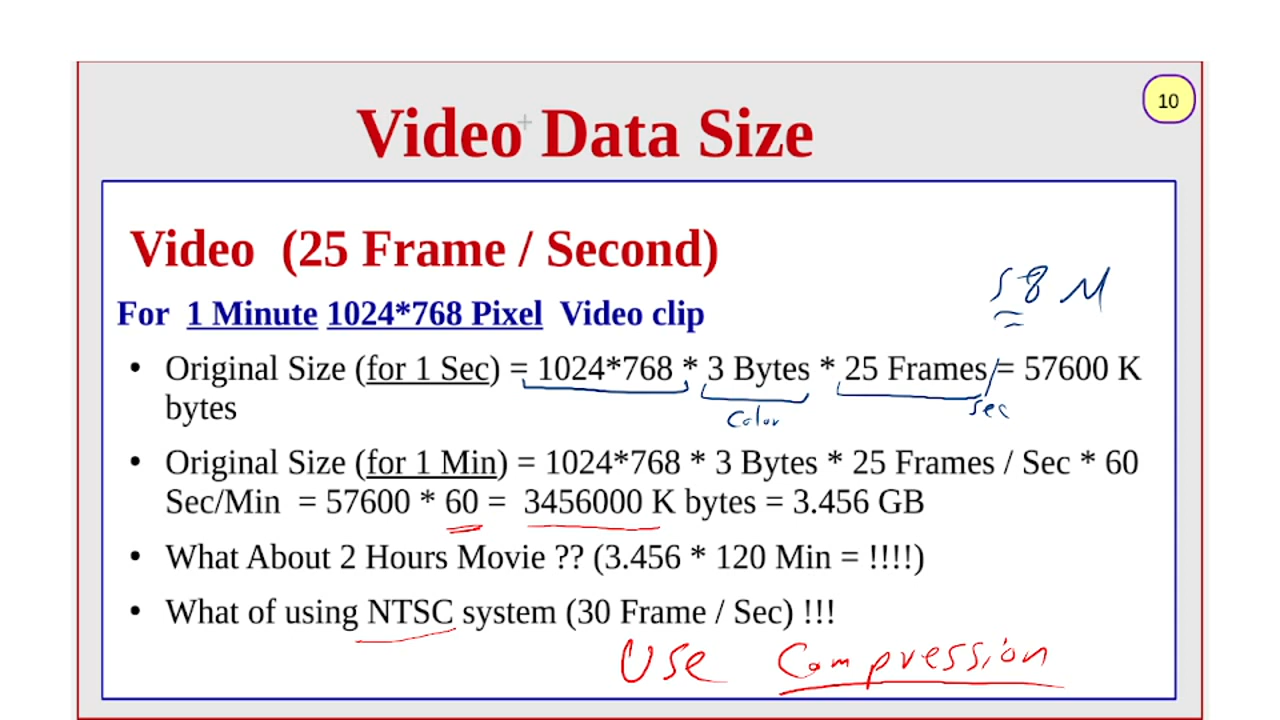 10
Video Data Size
Video (25 Frame / Second)
58 M
For 1 Minute 1024*768 Pixel Video clip
• Original Size (for 1 Sec) = 1024*768 * 3 Bytes * 25 Frames/= 57600 K
bytes
Color
sec
• Original Size (for 1 Min) = 1024*768 * 3 Bytes * 25 Frames / Sec * 60
Sec/Min = 57600 * 60 = 3456000 K bytes = 3.456 GB
• What About 2 Hours Movie ?? (3.456 * 120 Min = !!!!)
• What of using NTSC system (30 Frame / Sec) !!!
Use Compression